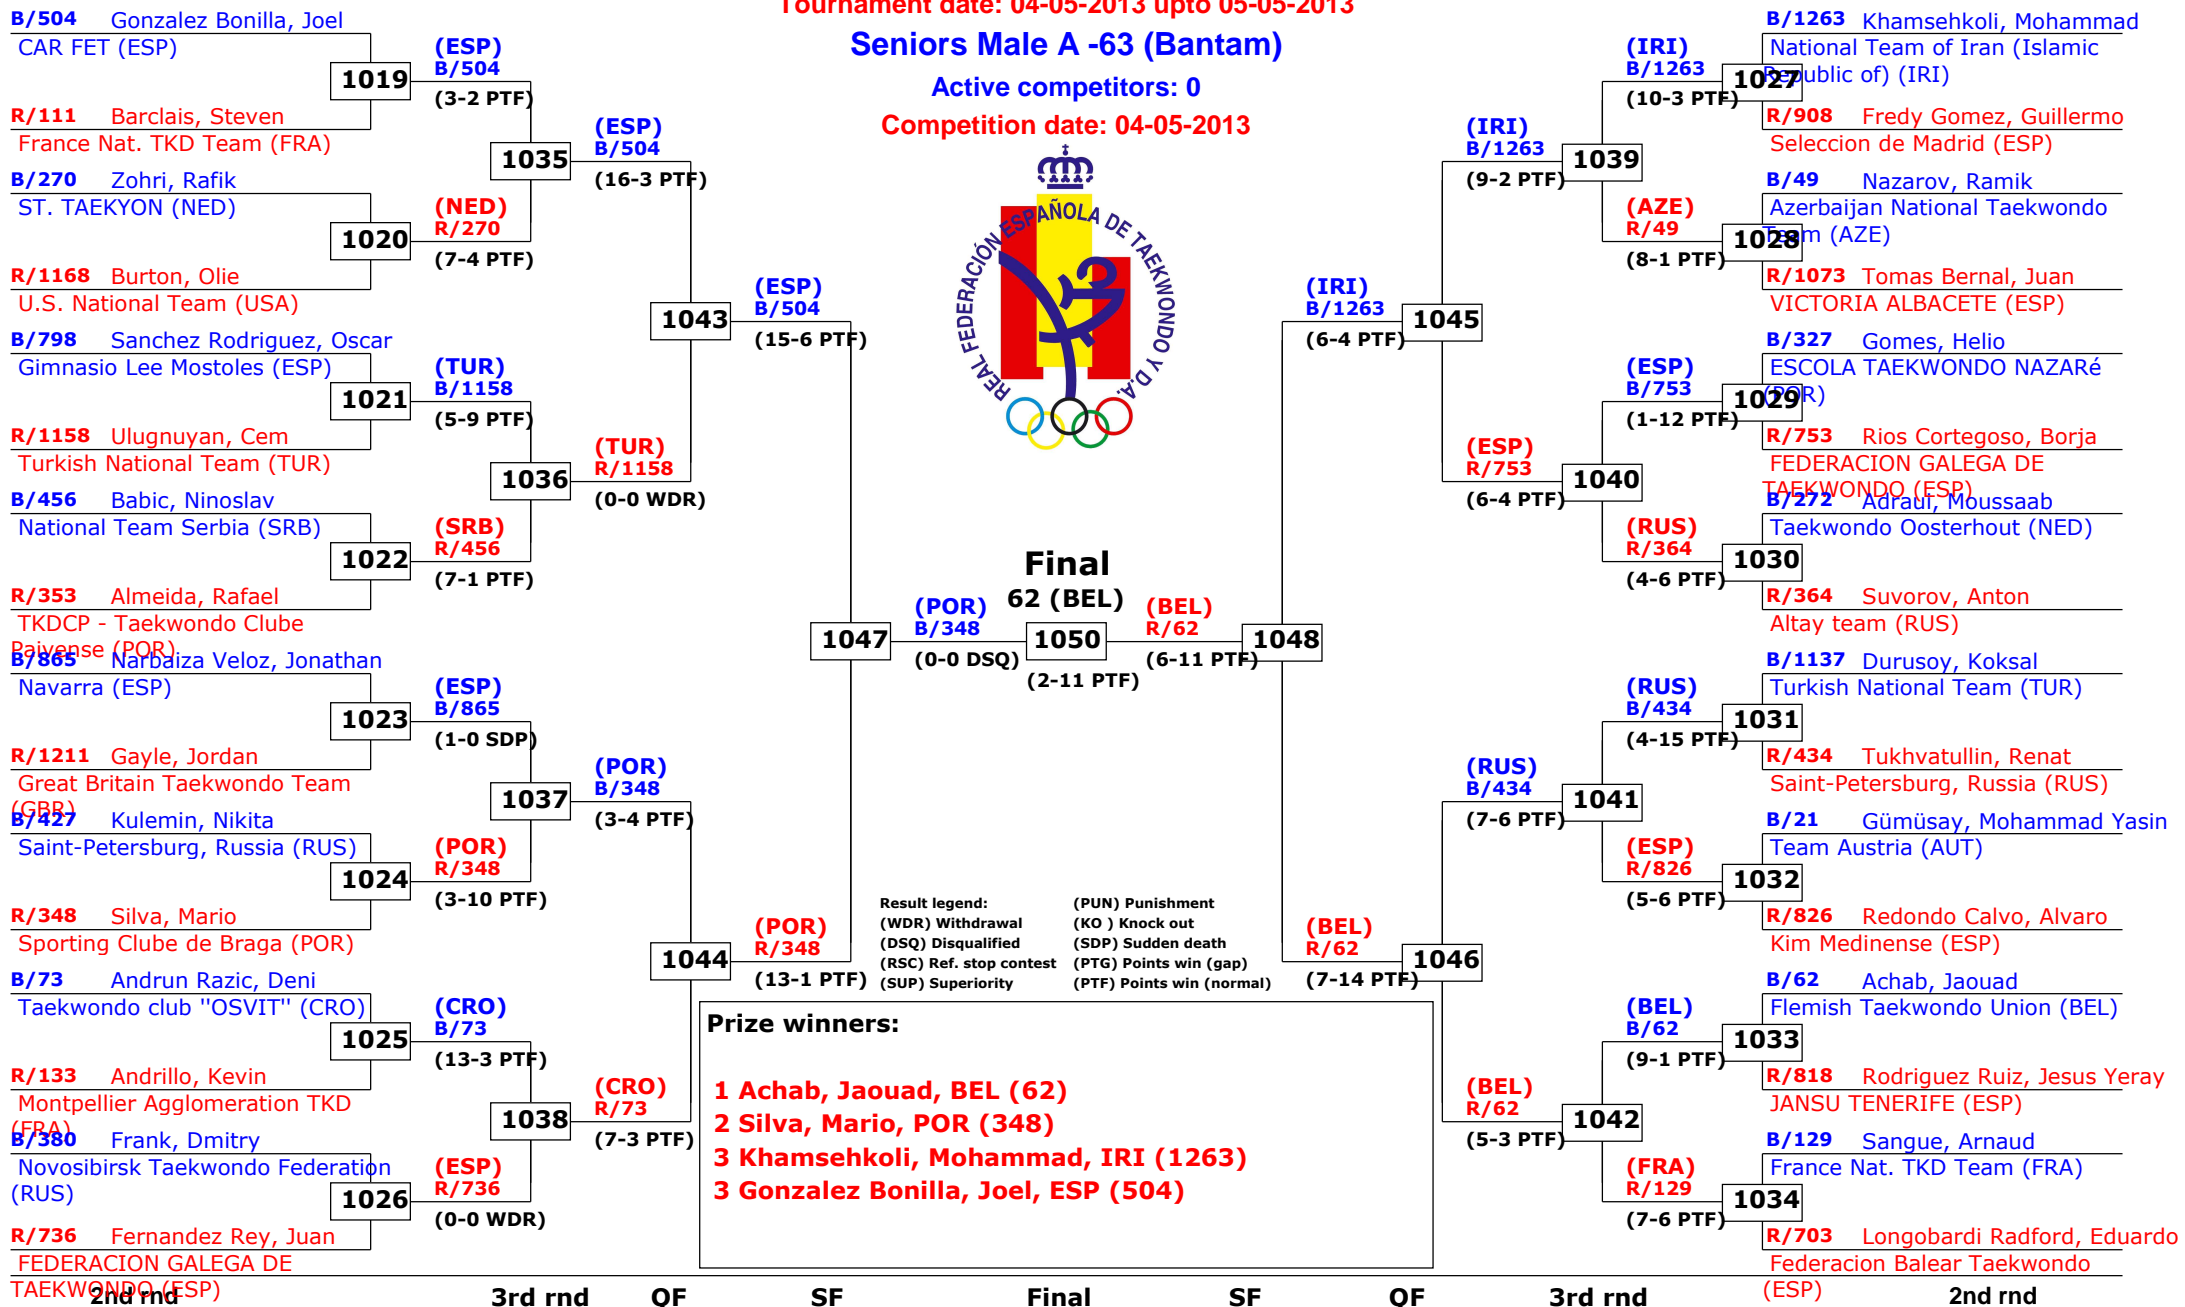 Tournament date: 04-05-2013 upto 05-05-2013
Seniors Male A -63 (Bantam)
Active competitors: 0
Competition date: 04-05-2013
REAL FEDERACIÓN ESPAÑOLA DE TAEKWONDO Y D.A.
B/504 Gonzalez Bonilla, Joel
CAR FET (ESP)
1019
R/111 Barclais, Steven
France Nat. TKD Team (FRA)
B/270 Zohri, Rafik
ST. TAEKYON (NED)
1020
R/1168 Burton, Olie
U.S. National Team (USA)
B/798 Sanchez Rodriguez, Oscar
Gimnasio Lee Mostoles (ESP)
1021
R/1158 Ulugnuyan, Cem
Turkish National Team (TUR)
B/456 Babic, Ninoslav
National Team Serbia (SRB)
1022
R/353 Almeida, Rafael
TKDCP - Taekwondo Clube
Paivense (POR)
B/865 Narbaiza Veloz, Jonathan
Navarra (ESP)
1023
R/1211 Gayle, Jordan
Great Britain Taekwondo Team
(GBR)
B/427 Kulemin, Nikita
Saint-Petersburg, Russia (RUS)
1024
R/348 Silva, Mario
Sporting Clube de Braga (POR)
B/73 Andrun Razic, Deni
Taekwondo club "OSVIT" (CRO)
1025
R/133 Andrillo, Kevin
Montpellier Agglomeration TKD
(FRA)
B/380 Frank, Dmitry
Novosibirsk Taekwondo Federation
(RUS)
1026
R/736 Fernandez Rey, Juan
FEDERACION GALEGA DE
TAEKWONDO (ESP)
(ESP)
B/504
(3-2 PTF)
1035
(NED)
R/270
(7-4 PTF)
(TUR)
B/1158
(5-9 PTF)
1036
(SRB)
R/456
(7-1 PTF)
(ESP)
B/865
(1-0 SDP)
1037
(POR)
R/348
(3-10 PTF)
(CRO)
B/73
(13-3 PTF)
1038
(ESP)
R/736
(0-0 WDR)
(ESP)
B/504
(16-3 PTF)
1043
(TUR)
R/1158
(0-0 WDR)
(POR)
B/348
(3-4 PTF)
1044
(CRO)
R/73
(7-3 PTF)
(ESP)
B/504
(15-6 PTF)
1047
(POR)
R/348
(13-1 PTF)
(POR)
B/348
(0-0 DSQ)
Final
62 (BEL)
1050
(2-11 PTF)
(BEL)
R/62
(6-11 PTF)
1048
(IRI)
B/1263
(6-4 PTF)
1045
(BEL)
R/62
(7-14 PTF)
1046
(IRI)
B/1263
(9-2 PTF)
1039
(ESP)
R/753
(6-4 PTF)
1040
(RUS)
B/434
(7-6 PTF)
1041
(BEL)
R/62
(5-3 PTF)
1042
(IRI)
B/1263
(10-3 PTF)
(AZE)
R/49
(8-1 PTF)
(ESP)
B/753
(1-12 PTF)
(RUS)
R/364
(4-6 PTF)
(RUS)
B/434
(4-15 PTF)
(ESP)
R/826
(5-6 PTF)
(BEL)
B/62
(9-1 PTF)
(FRA)
R/129
(7-6 PTF)
B/1263 Khamsehkoli, Mohammad
National Team of Iran (Islamic
Republic of) (IRI)
1027
R/908 Fredy Gomez, Guillermo
Seleccion de Madrid (ESP)
B/49 Nazarov, Ramik
Azerbaijan National Taekwondo
Team (AZE)
1028
R/1073 Tomas Bernal, Juan
VICTORIA ALBACETE (ESP)
B/327 Gomes, Helio
ESCOLA TAEKWONDO NAZARé
(POR)
1029
R/753 Rios Cortegoso, Borja
FEDERACION GALEGA DE
TAEKWONDO (ESP)
B/272 Adraui, Moussaab
Taekwondo Oosterhout (NED)
1030
R/364 Suvorov, Anton
Altay team (RUS)
B/1137 Durusoy, Koksal
Turkish National Team (TUR)
1031
R/434 Tukhvatullin, Renat
Saint-Petersburg, Russia (RUS)
B/21 Gümüsay, Mohammad Yasin
Team Austria (AUT)
1032
R/826 Redondo Calvo, Alvaro
Kim Medinense (ESP)
B/62 Achab, Jaouad
Flemish Taekwondo Union (BEL)
1033
R/818 Rodriguez Ruiz, Jesus Yeray
JANSU TENERIFE (ESP)
B/129 Sangue, Arnaud
France Nat. TKD Team (FRA)
1034
R/703 Longobardi Radford, Eduardo
Federacion Balear Taekwondo
(ESP)
Result legend:
(WDR) Withdrawal
(DSQ) Disqualified
(RSC) Ref. stop contest
(SUP) Superiority
(PUN) Punishment
(KO ) Knock out
(SDP) Sudden death
(PTG) Points win (gap)
(PTF) Points win (normal)
Prize winners:
1 Achab, Jaouad, BEL (62)
2 Silva, Mario, POR (348)
3 Khamsehkoli, Mohammad, IRI (1263)
3 Gonzalez Bonilla, Joel, ESP (504)
2nd rnd 3rd rnd QF SF Final SF QF 3rd rnd 2nd rnd